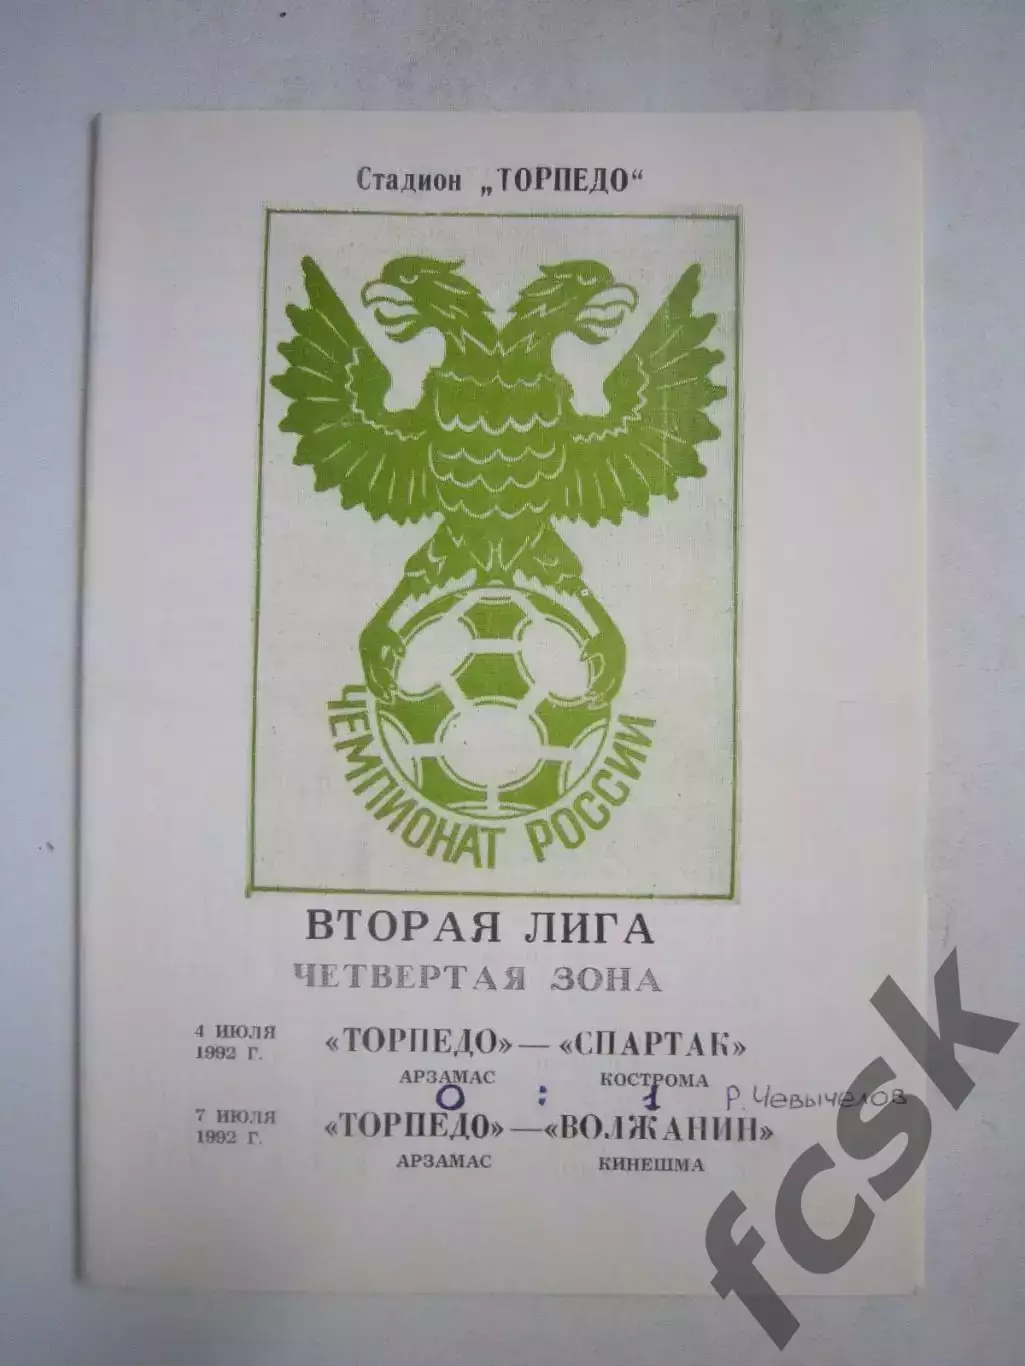 Стадион „ТОРПЕДО“
ЧЕМПИОНАТ РОССИИ
ВТОРАЯ ЛИГА
ЧЕТВЕРТАЯ ЗОНА
4 ИЮЛЯ 1992 Г. «ТОРПЕДО»—«СПАРТАК»
АРЗАМАС КОСТРОМА
0 : 1 Р. Чевычелов
7 ИЮЛЯ 1992 Г. «ТОРПЕДО»—«ВОЛЖАНИН»
АРЗАМАС КИНЕШМА
fcsk